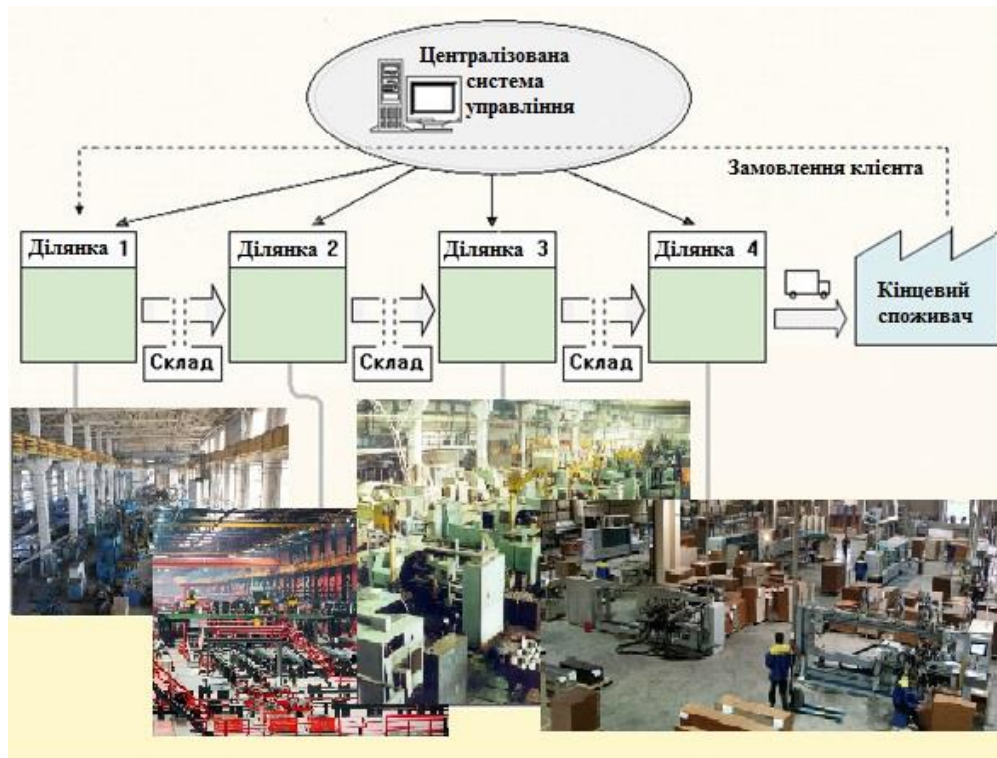 Централізована
система
управління
Замовлення клієнта
Ділянка 1
Ділянка 2
Ділянка 3
Ділянка 4
Кінцевий
споживач
Склад
Склад
Склад